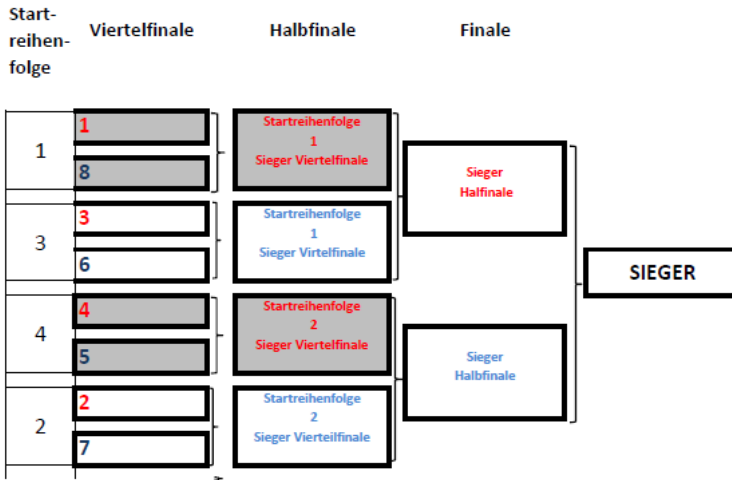 Start-
reihen-
folge
Viertelfinale
Halbfinale
Finale
1
1
8
Startreihenfolge
1
Sieger Viertelfinale
3
3
6
Startreihenfolge
1
Sieger Virtelfinale
Sieger
Halfinale
4
4
5
Startreihenfolge
2
Sieger Viertelfinale
2
2
7
Startreihenfolge
2
Sieger Vierteilfinale
Sieger
Halbfinale
SIEGER